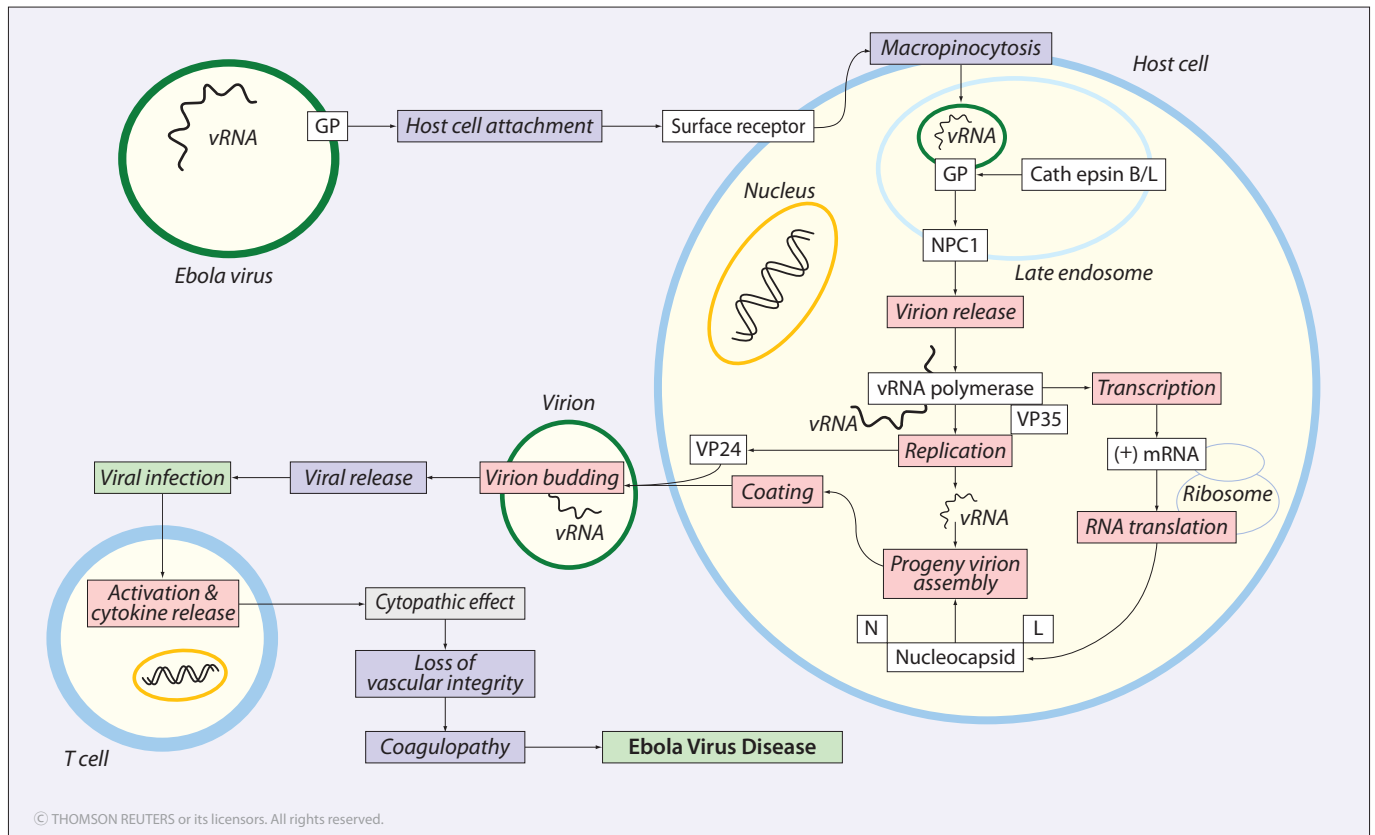 Macropinocytosis
Host cell
vRNA
GP
Host cell attachment
Surface receptor
Ebola virus
vRNA
GP
Cath epsin B/L
Nucleus
NPC1
Late endosome
Virion release
vRNA polymerase
VP35
vRNA
Transcription
(+) mRNA
Ribosome
RNA translation
Replication
VP24
vRNA
Progeny virion
assembly
N
L
Nucleocapsid
Coating
Virion
Virion budding
vRNA
Viral release
Viral infection
Activation &
cytokine release
T cell
Cytopathic effect
Loss of
vascular integrity
Coagulopathy
Ebola Virus Disease
© THOMSON REUTERS or its licensors. All rights reserved.